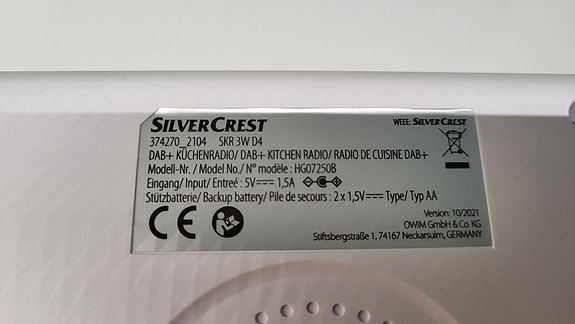 SILVERCREST
WEEE: SILVERCREST
374270_2104 SKR 3W D4
DAB+ KÜCHENRADIO/ DAB+ KITCHEN RADIO/ RADIO DE CUISINE DAB+
Modell-Nr. / Model No./ N° modèle : HG07250B
Eingang/ Input/ Entreé : 5V⎓ 1,5A
Stützbatterie/ Backup battery/ Pile de secours : 2 x 1,5V⎓ Type/ Typ AA
Version: 10/2021
CE
OWIM GmbH & Co. KG
Stiftsbergstraße 1, 74167 Neckarsulm, GERMANY